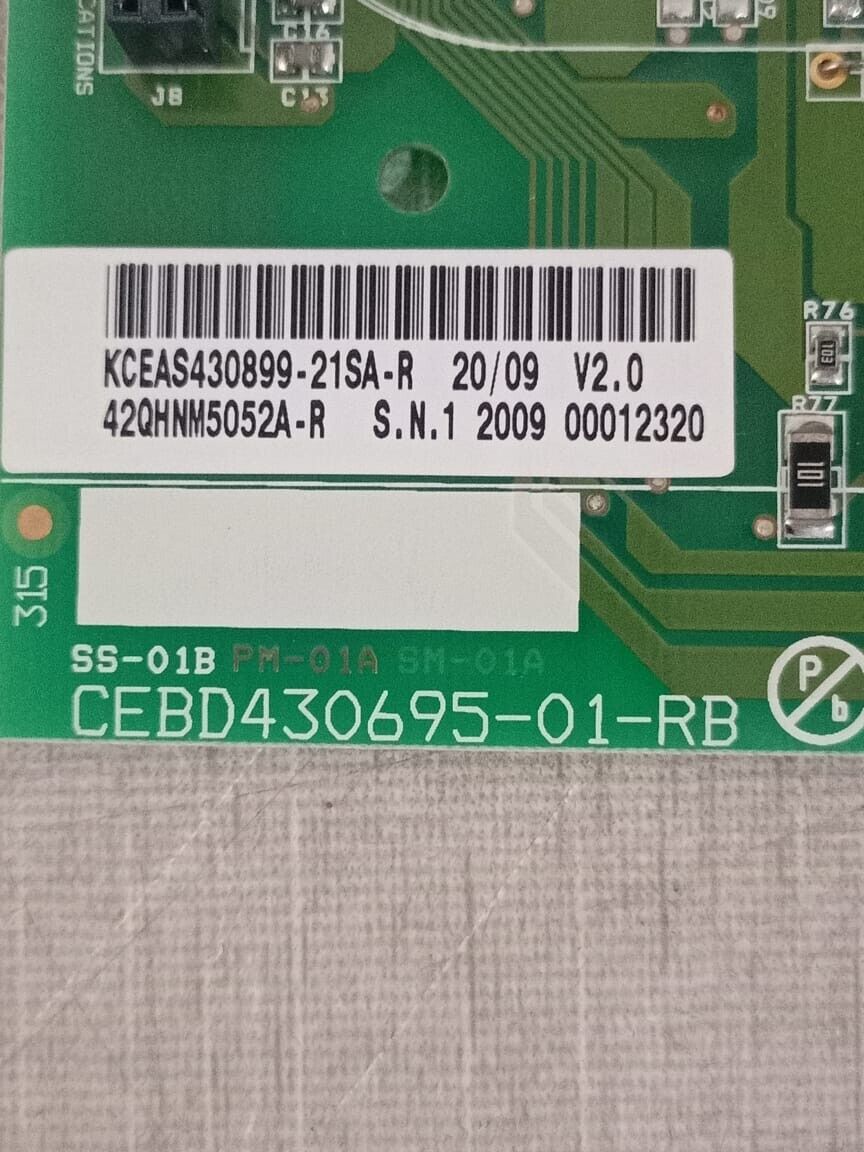 CATIONS
J8
C16
C13
R76
103
R77
101
KCEAS430899-21SA-R 20/09 V2.0
42QHNM5052A-R S.N.1 2009 00012320
315
SS-01B PM-01A SM-01A
CEBD430695-01-RB
Pb